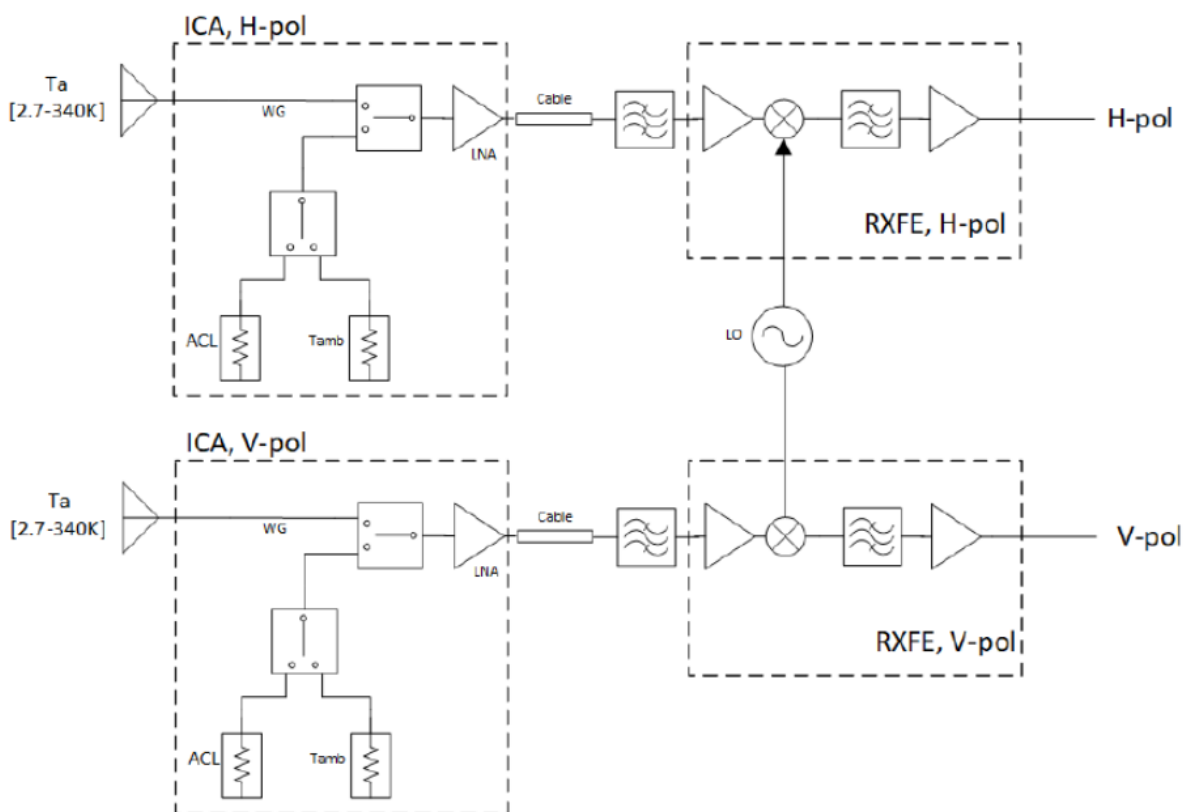 ICA, H-pol
Ta
[2.7-340K]
WG
LNA
Cable
H-pol
RXFE, H-pol
ACL
Tamb
LO
ICA, V-pol
Ta
[2.7-340K]
WG
LNA
Cable
V-pol
RXFE, V-pol
ACL
Tamb